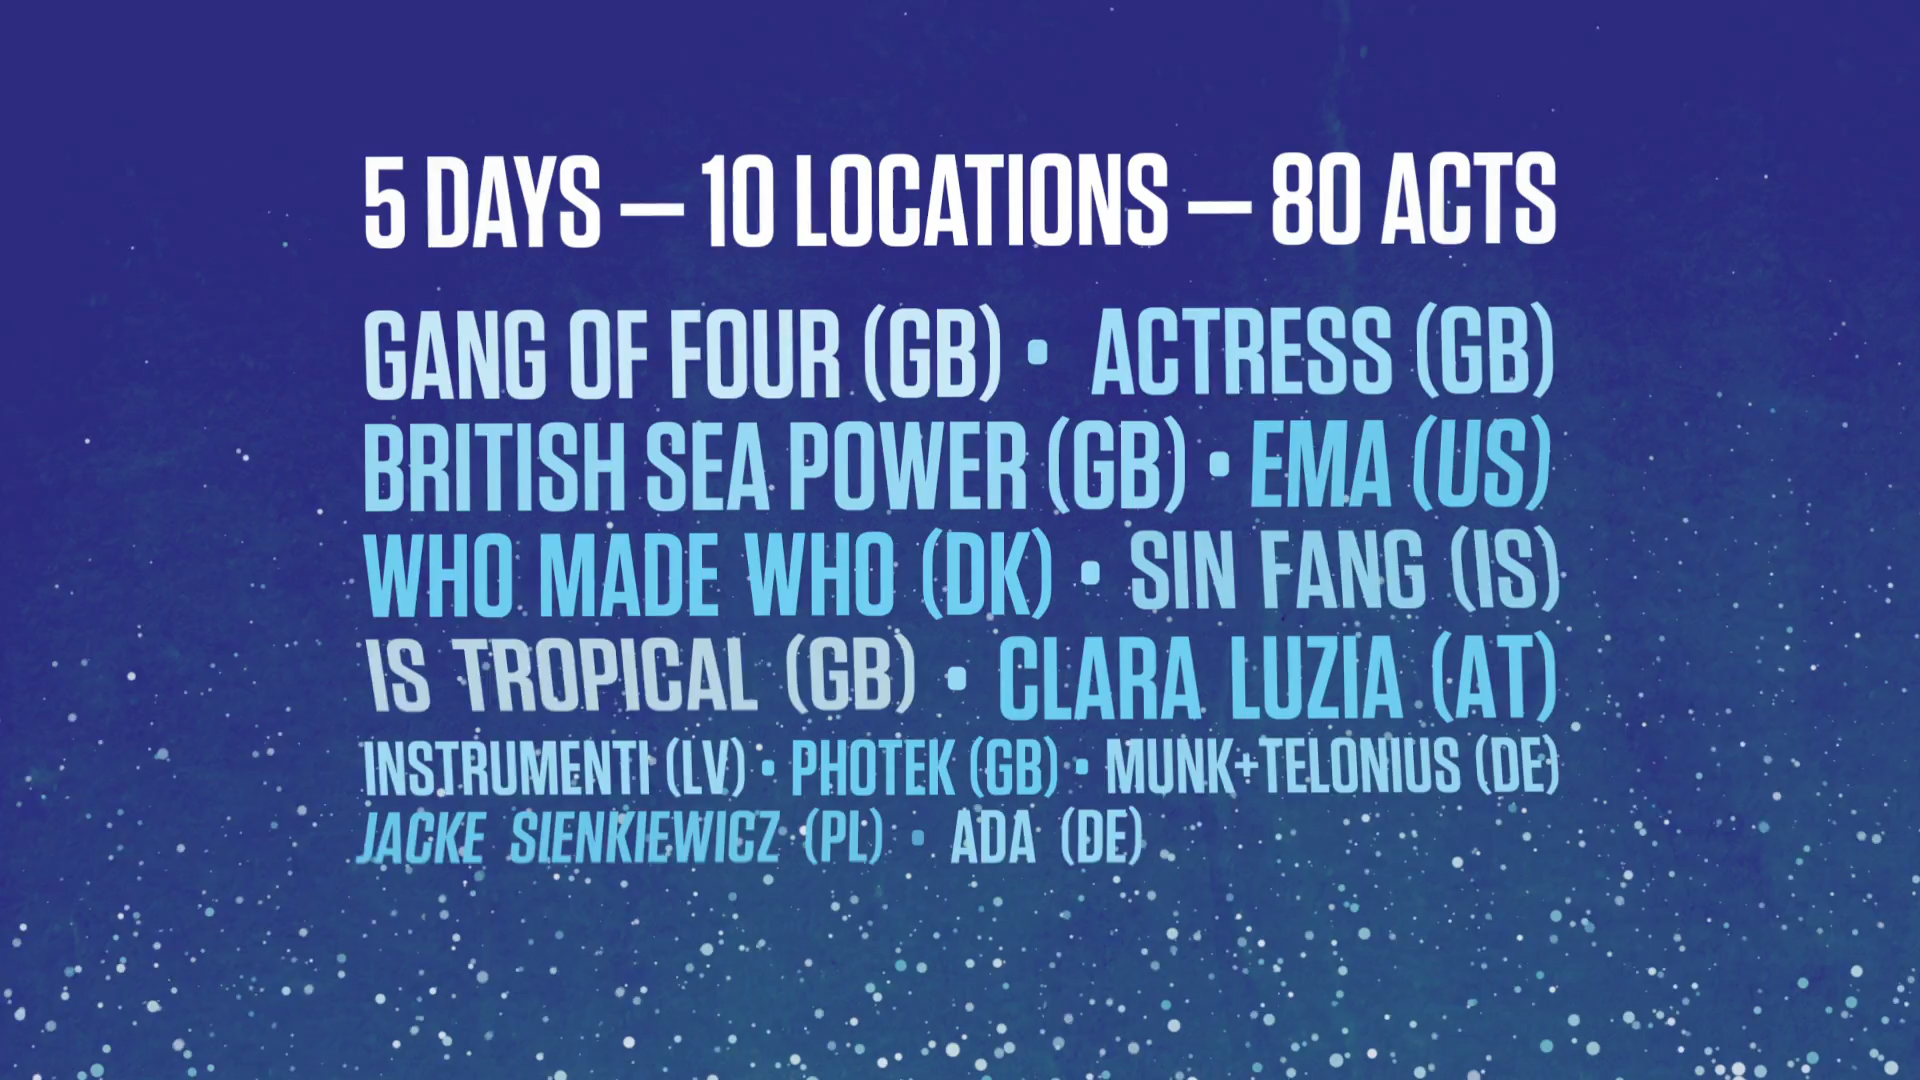 5 DAYS — 10 LOCATIONS — 80 ACTS
GANG OF FOUR (GB) • ACTRESS (GB)
BRITISH SEA POWER (GB) • EMA (US)
WHO MADE WHO (DK) • SIN FANG (IS)
IS TROPICAL (GB) • CLARA LUZIA (AT)
INSTRUMENTI (LV) • PHOTEK (GB) • MUNK+TELONIUS (DE)
JACKE SIENKIEWICZ (PL) • ADA (DE)